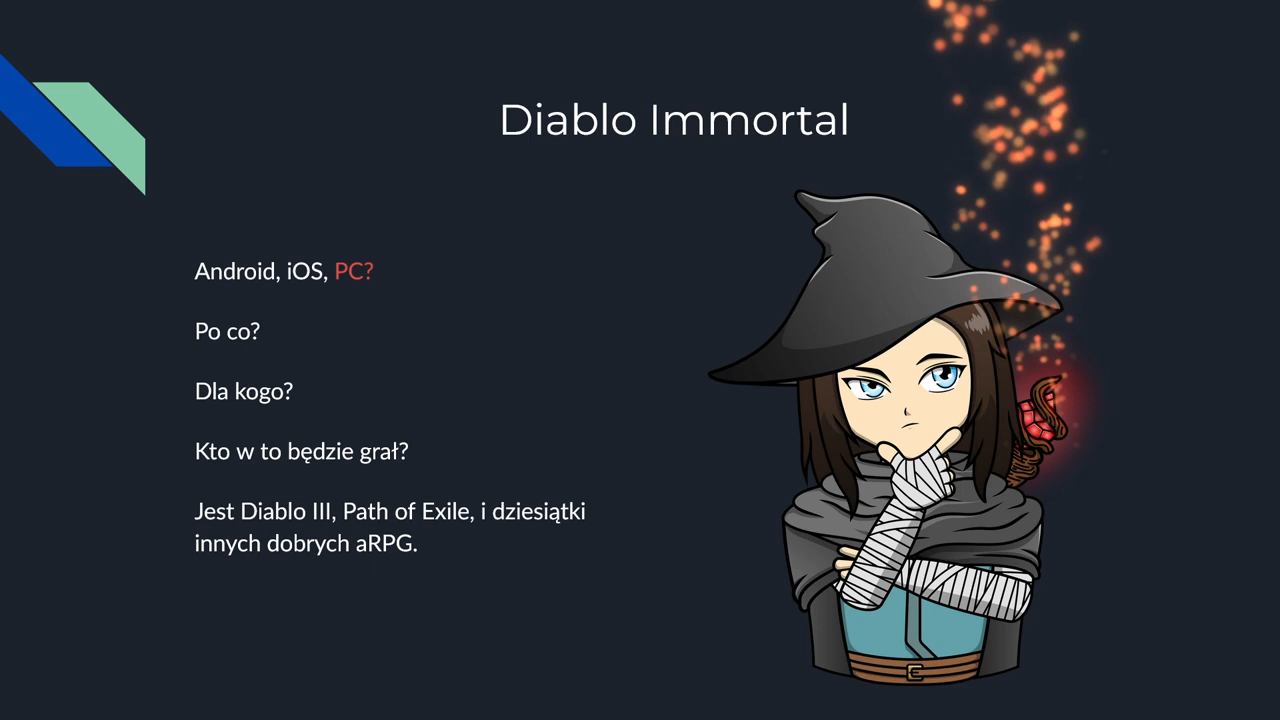 Diablo Immortal
Android, iOS, PC?
Po co?
Dla kogo?
Kto w to będzie grał?
Jest Diablo III, Path of Exile, i dziesiątki
innych dobrych aRPG.